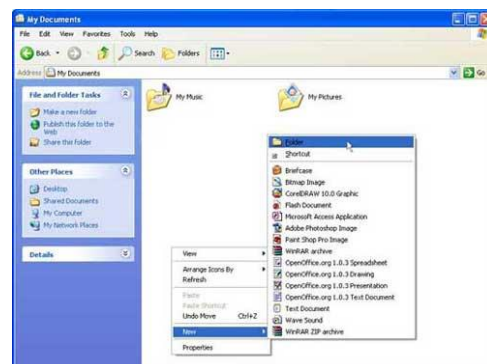 My Documents
File Edit View Favorites Tools Help
Back Search Folders
Address My Documents Go
File and Folder Tasks
Make a new folder
Publish this folder to the
Web
Share this folder
Other Places
Desktop
Shared Documents
My Computer
My Network Places
Details
My Music
My Pictures
View
Arrange Icons By
Refresh
Paste
Paste Shortcut
Undo Move Ctrl+Z
New
Properties
Folder
Shortcut
Briefcase
Bitmap Image
CorelDRAW 10.0 Graphic
Flash Document
Microsoft Access Application
Adobe Photoshop Image
Paint Shop Pro Image
WinRAR archive
OpenOffice.org 1.0.3 Spreadsheet
OpenOffice.org 1.0.3 Drawing
OpenOffice.org 1.0.3 Presentation
OpenOffice.org 1.0.3 Text Document
Text Document
Wave Sound
WinRAR ZIP archive